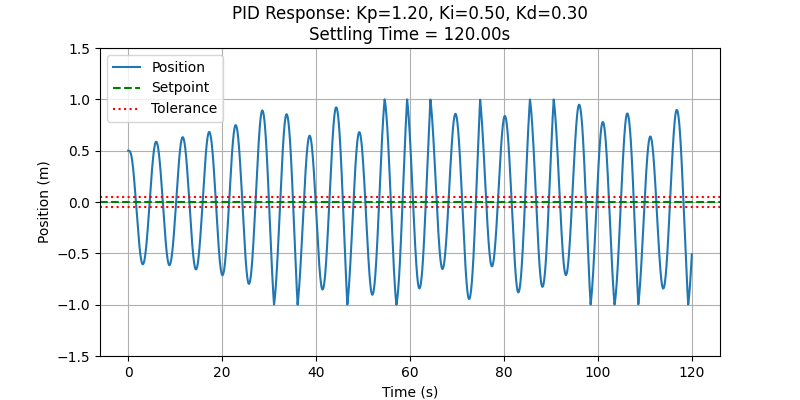 PID Response: Kp=1.20, Ki=0.50, Kd=0.30
Settling Time = 120.00s
1.5
1.0
0.5
0.0
−0.5
−1.0
−1.5
Position (m)
Position
Setpoint
Tolerance
0
20
40
60
80
100
120
Time (s)